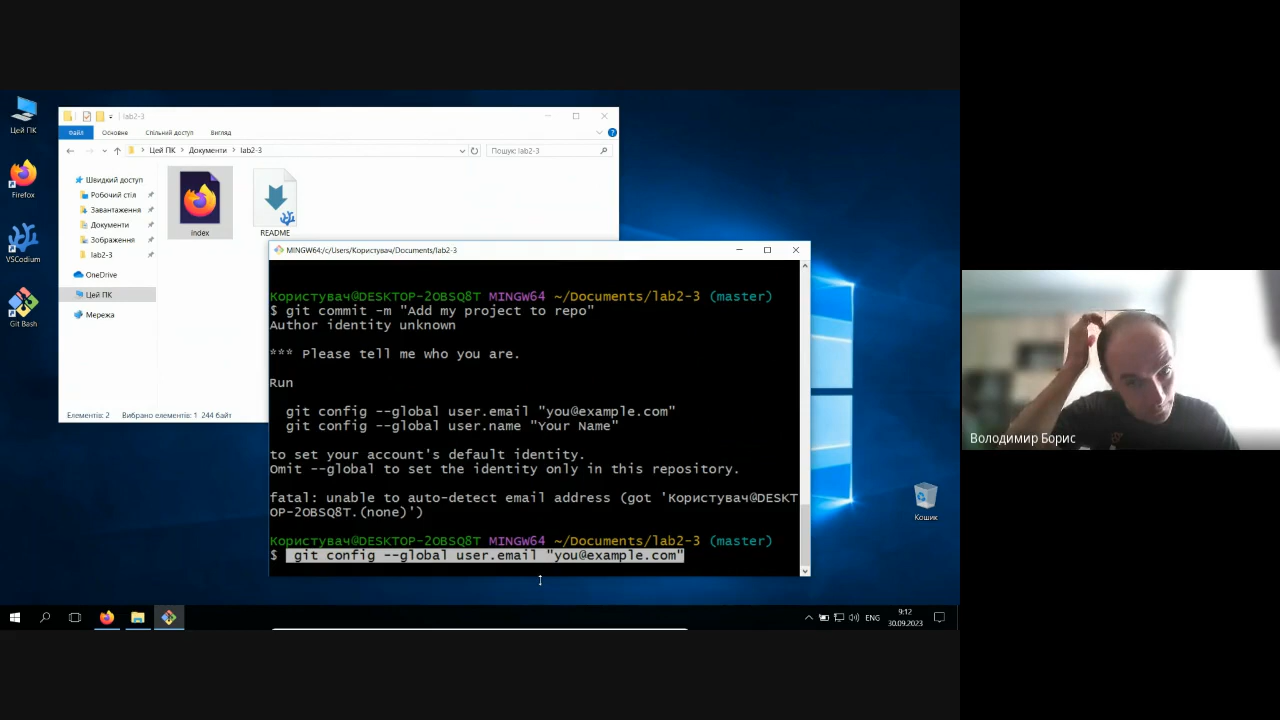 Цей ПК
Firefox
VSCodium
Git Bash
lab2-3
Файл
Основне
Спільний доступ
Вигляд
Цей ПК > Документи > lab2-3
Пошук: lab2-3
Швидкий доступ
Робочий стіл
Завантаження
Документи
Зображення
lab2-3
OneDrive
Цей ПК
Мережа
index
README
Елементів: 2 Вибрано елементів: 1 244 байт
MINGW64:/c/Users/Користувач/Documents/lab2-3
Користувач@DESKTOP-2OBSQ8T MINGW64 ~/Documents/lab2-3 (master)
$ git commit -m "Add my project to repo"
Author identity unknown
*** Please tell me who you are.
Run
git config --global user.email "you@example.com"
git config --global user.name "Your Name"
to set your account's default identity.
Omit --global to set the identity only in this repository.
fatal: unable to auto-detect email address (got 'Користувач@DESKT
OP-2OBSQ8T.(none)')
Користувач@DESKTOP-2OBSQ8T MINGW64 ~/Documents/lab2-3 (master)
$ git config --global user.email "you@example.com"
Кошик
ENG
9:12
30.09.2023
Володимир Борис